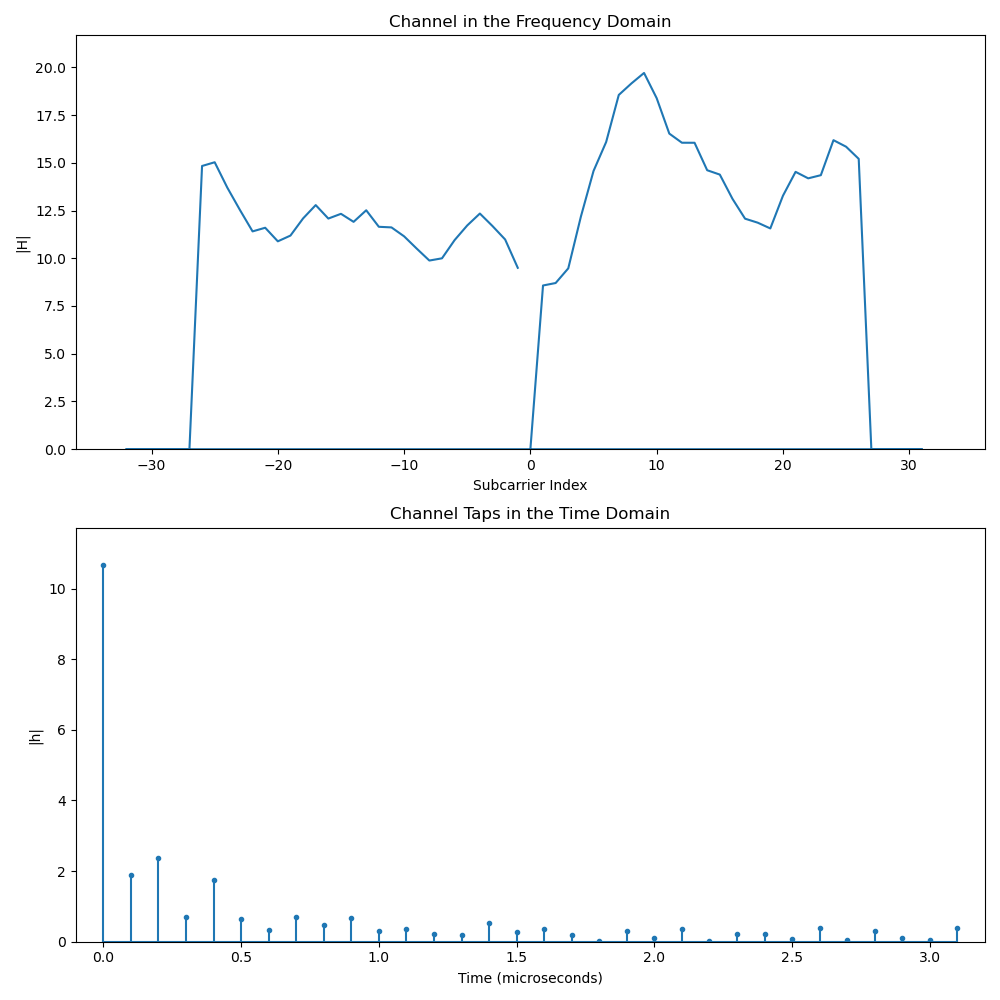 Channel in the Frequency Domain
20.0
17.5
15.0
12.5
10.0
7.5
5.0
2.5
0.0
|H|
−30 −20 −10 0 10 20 30
Subcarrier Index
Channel Taps in the Time Domain
10
8
6
4
2
0
|h|
0.0 0.5 1.0 1.5 2.0 2.5 3.0
Time (microseconds)